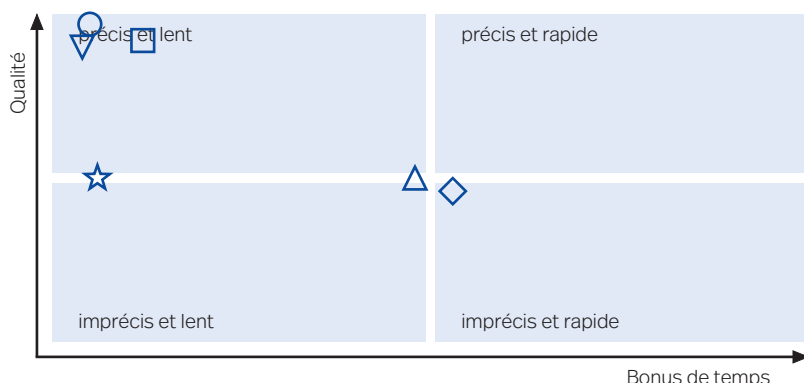 Qualité
précis et lent
précis et rapide
imprécis et lent
imprécis et rapide
Bonus de temps